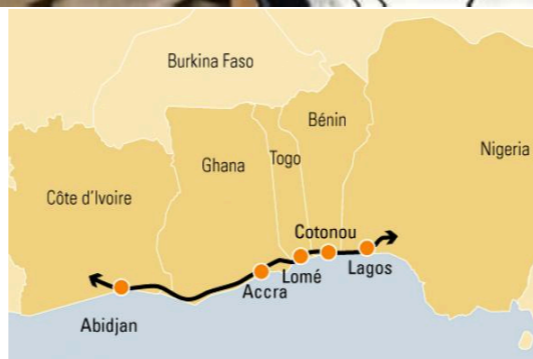 Burkina Faso
Bénin
Ghana
Togo
Nigeria
Côte d'Ivoire
Cotonou
Lomé
Lagos
Accra
Abidjan